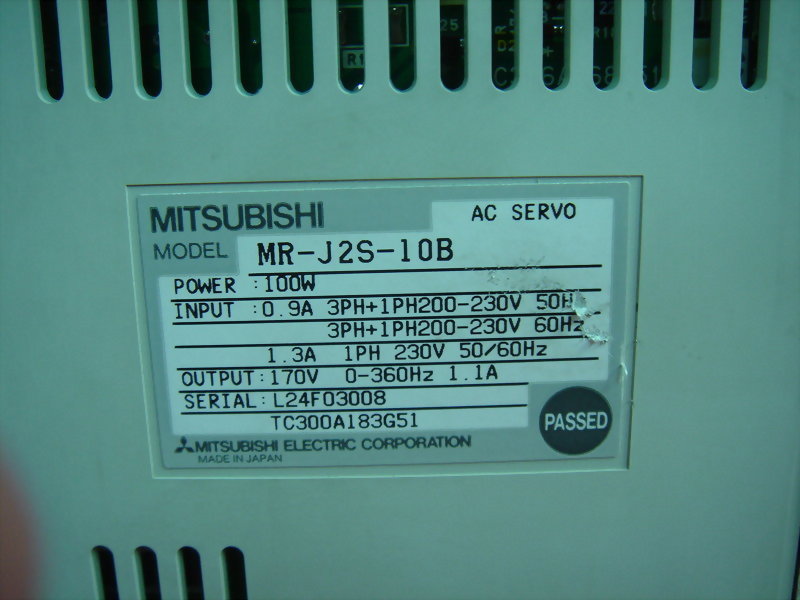 MITSUBISHI
AC SERVO
MODEL MR-J2S-10B
POWER : 100W
INPUT : 0.9A 3PH+1PH200-230V 50Hz
3PH+1PH200-230V 60Hz
1.3A 1PH 230V 50/60Hz
OUTPUT: 170V 0-360Hz 1.1A
SERIAL: L24F03008
TC300A183G51
PASSED
MITSUBISHI ELECTRIC CORPORATION
MADE IN JAPAN